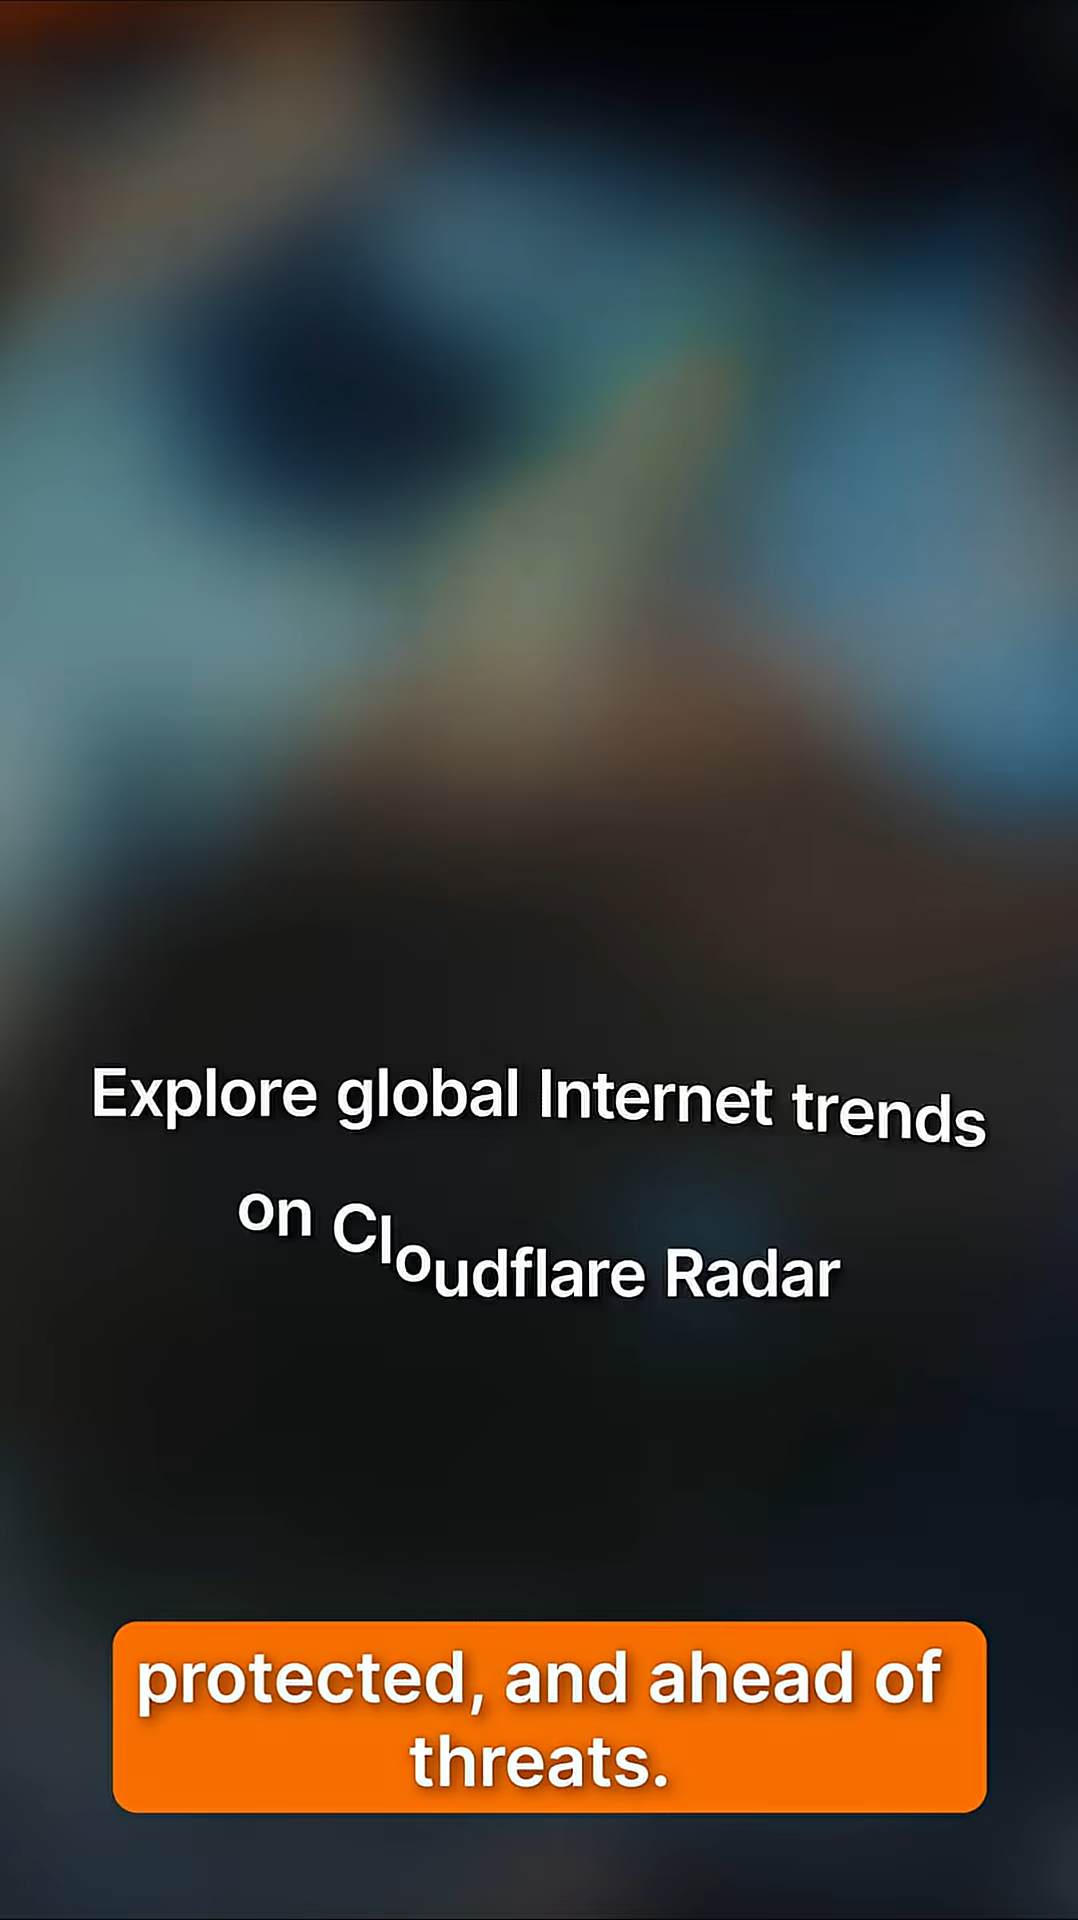 Explore global Internet trends
on Cloudflare Radar
protected, and ahead of
threats.